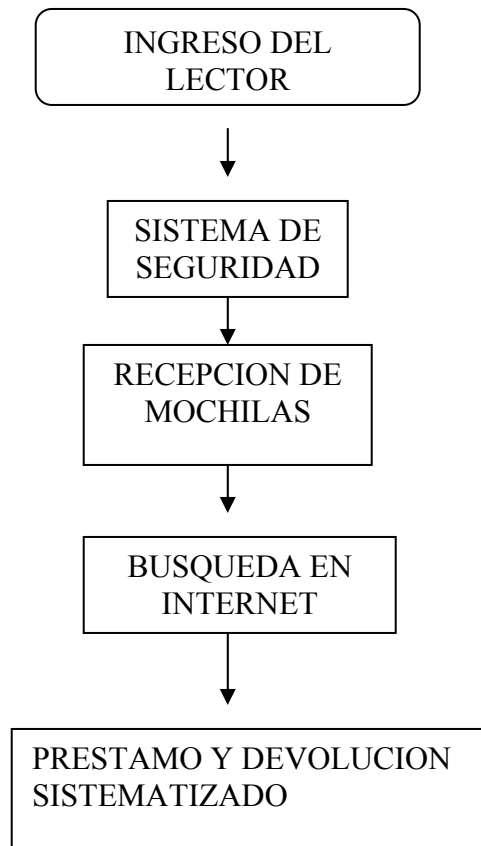 INGRESO DEL
LECTOR
SISTEMA DE
SEGURIDAD
RECEPCION DE
MOCHILAS
BUSQUEDA EN
INTERNET
PRESTAMO Y DEVOLUCION
SISTEMATIZADO